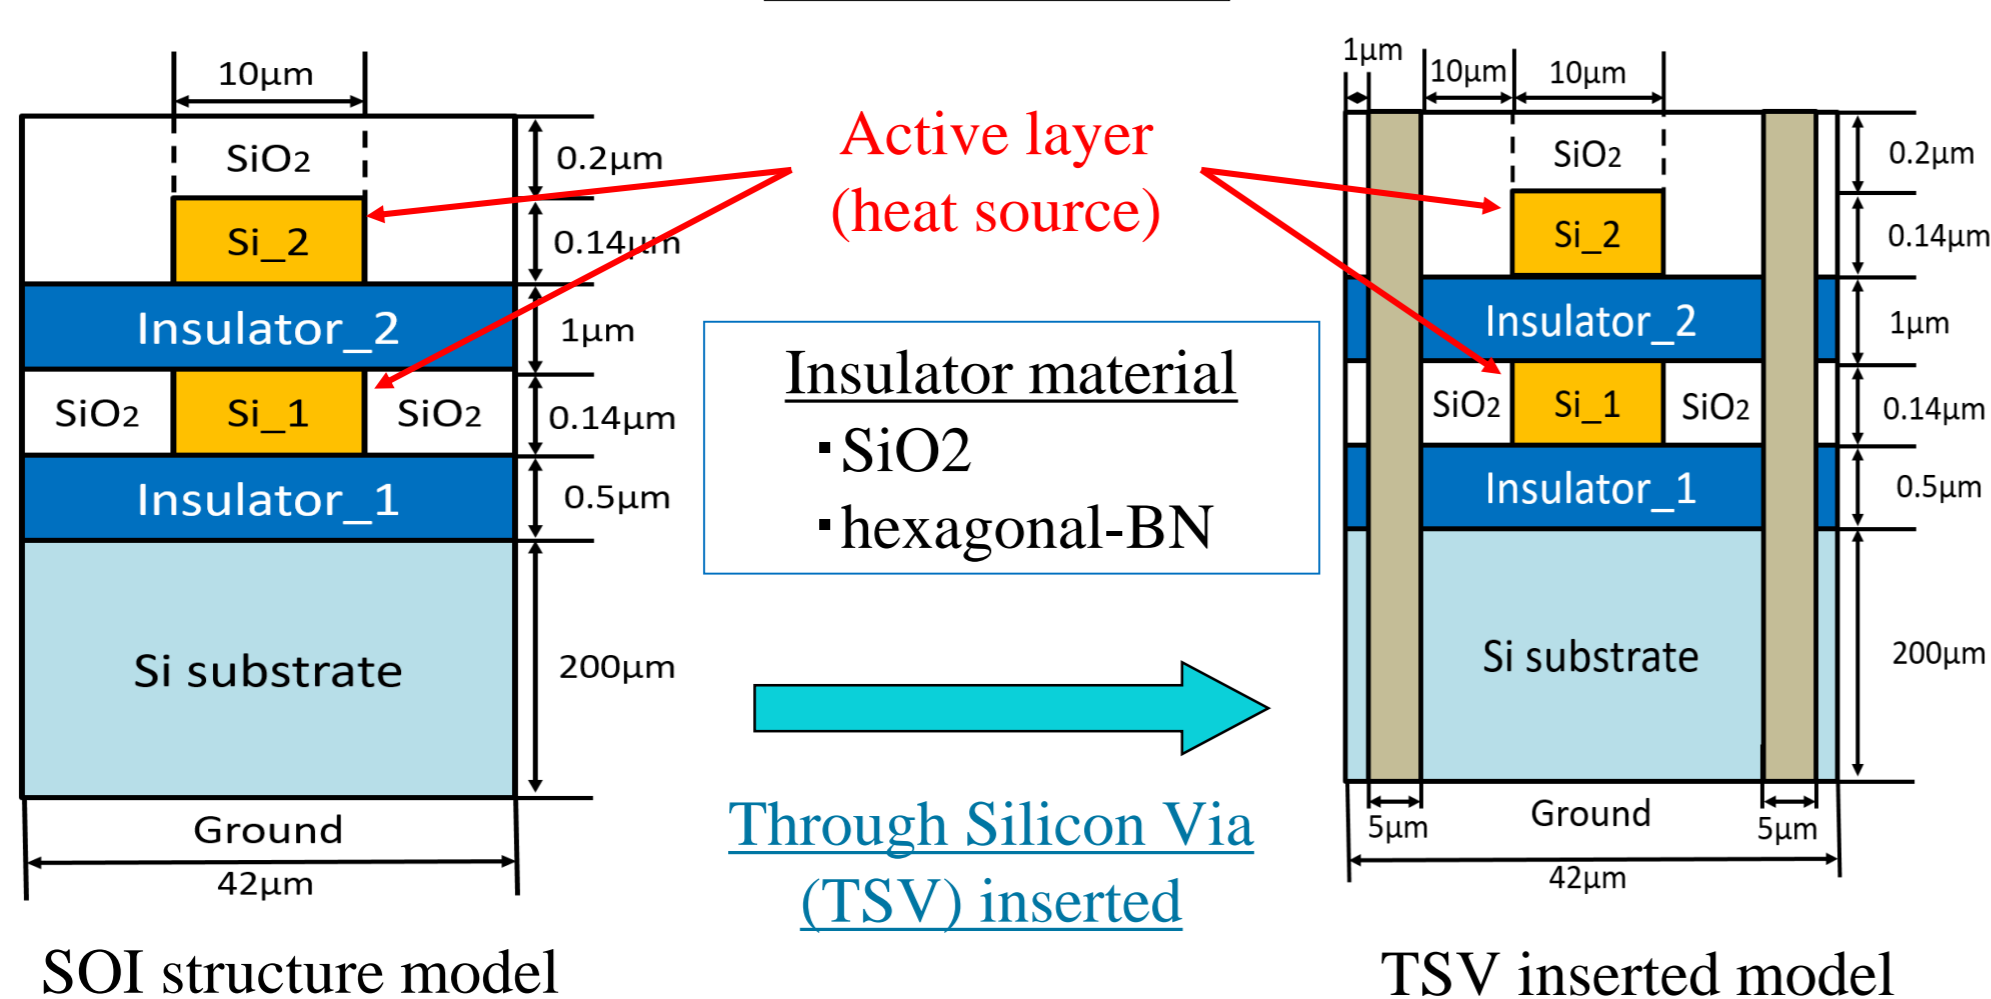 10μm
SiO2
0.2μm
Si_2
0.14μm
Insulator_2
1μm
SiO2
Si_1
SiO2
0.14μm
Insulator_1
0.5μm
Si substrate
200μm
Ground
42μm
SOI structure model
Active layer
(heat source)
Insulator material
・SiO2
・hexagonal-BN
Through Silicon Via
(TSV) inserted
1μm
10μm
10μm
SiO2
0.2μm
Si_2
0.14μm
Insulator_2
1μm
SiO2
Si_1
SiO2
0.14μm
Insulator_1
0.5μm
Si substrate
200μm
5μm
Ground
5μm
42μm
TSV inserted model